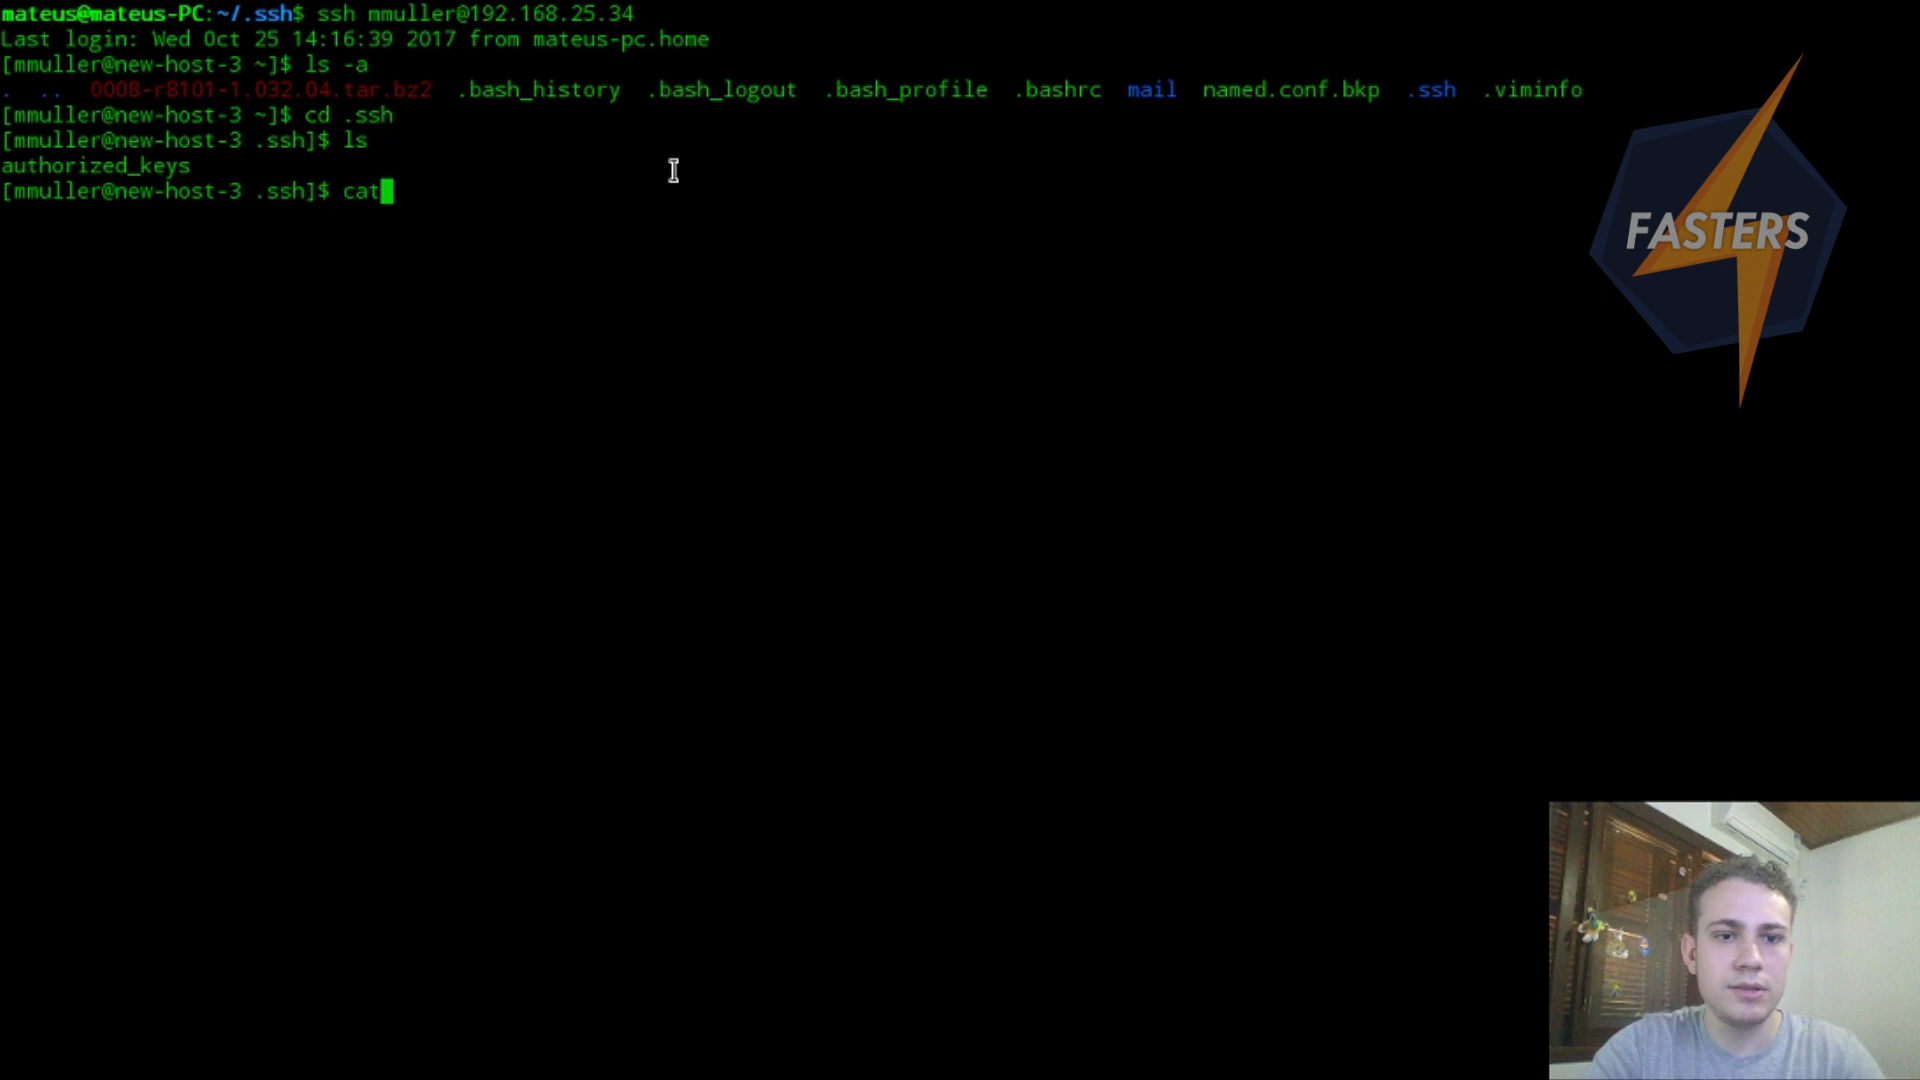 mateus@mateus-PC:~/.ssh$ ssh mmuller@192.168.25.34
Last login: Wed Oct 25 14:16:39 2017 from mateus-pc.home
[mmuller@new-host-3 ~]$ ls -a
. .. 0008-r8101-1.032.04.tar.bz2 .bash_history .bash_logout .bash_profile .bashrc mail named.conf.bkp .ssh .viminfo
[mmuller@new-host-3 ~]$ cd .ssh
[mmuller@new-host-3 .ssh]$ ls
authorized_keys
[mmuller@new-host-3 .ssh]$ cat
FASTERS